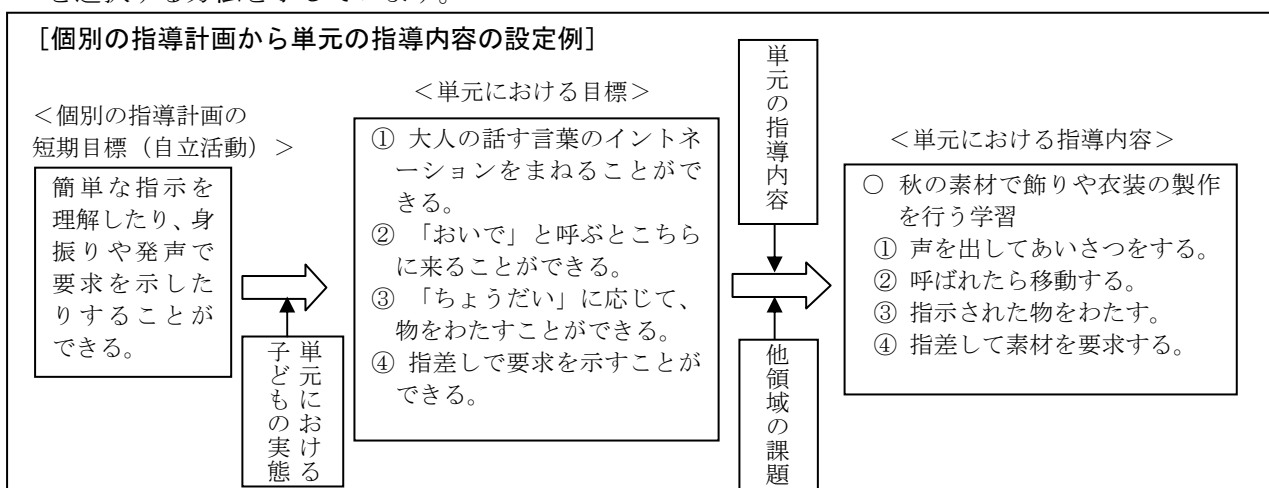 ［個別の指導計画から単元の指導内容の設定例］
＜個別の指導計画の
短期目標（自立活動）＞
簡単な指示を
理解したり、身
振りや発声で
要求を示した
りすることが
できる。
単元における
子どもの実態
＜単元における目標＞
① 大人の話す言葉のイントネ
ーションをまねることがで
きる。
② 「おいで」と呼ぶとこちら
に来ることができる。
③ 「ちょうだい」に応じて、
物をわたすことができる。
④ 指差しで要求を示すことが
できる。
単元の指導内容
他領域の課題
＜単元における指導内容＞
○ 秋の素材で飾りや衣装の製作
を行う学習
① 声を出してあいさつをする。
② 呼ばれたら移動する。
③ 指示された物をわたす。
④ 指差して素材を要求する。